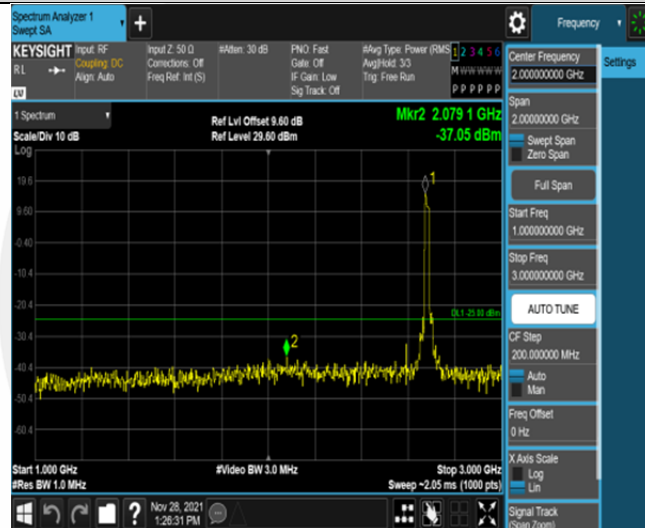 Spectrum Analyzer 1
Swept SA
Frequency
KEYSIGHT
RL
Input: RF
Coupling: DC
Align: Auto
Input Z: 50 Ω
Corrections: Off
Freq Ref: Int (S)
#Atten: 30 dB
PNO: Fast
Gate: Off
IF Gain: Low
Sig Track: Off
#Avg Type: Power (RMS
Avg|Hold: 3/3
Trig: Free Run
1 2 3 4 5 6
M W W W W W
P P P P P P
LXI
1 Spectrum
Scale/Div 10 dB
Log
Ref Lvl Offset 9.60 dB
Ref Level 29.60 dBm
Mkr2 2.079 1 GHz
-37.05 dBm
19.6
9.60
-0.40
-10.4
-20.4
-30.4
-40.4
-50.4
-60.4
1
DL1 -25.00 dBm
2
Start 1.000 GHz
#Res BW 1.0 MHz
#Video BW 3.0 MHz
Stop 3.000 GHz
Sweep ~2.05 ms (1000 pts)
Nov 28, 2021
1:26:31 PM
Center Frequency
2.000000000 GHz
Settings
Span
2.00000000 GHz
Swept Span
Zero Span
Full Span
Start Freq
1.000000000 GHz
Stop Freq
3.000000000 GHz
AUTO TUNE
CF Step
200.000000 MHz
Auto
Man
Freq Offset
0 Hz
X Axis Scale
Log
Lin
Signal Track
(Span Zoom)